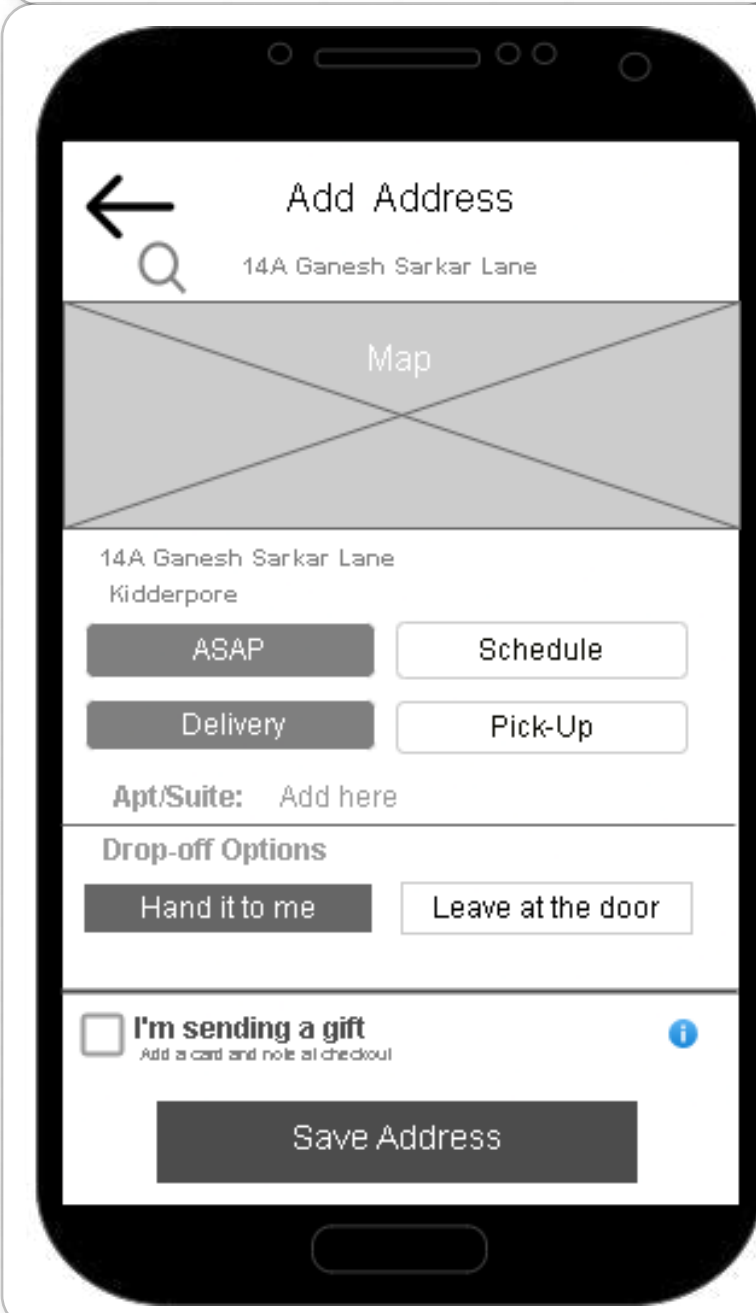 Add Address
14A Ganesh Sarkar Lane
Map
14A Ganesh Sarkar Lane
Kidderpore
ASAP Schedule
Delivery Pick-Up
Apt/Suite: Add here
Drop-off Options
Hand it to me Leave at the door
I'm sending a gift
Add a card and note at checkout
Save Address